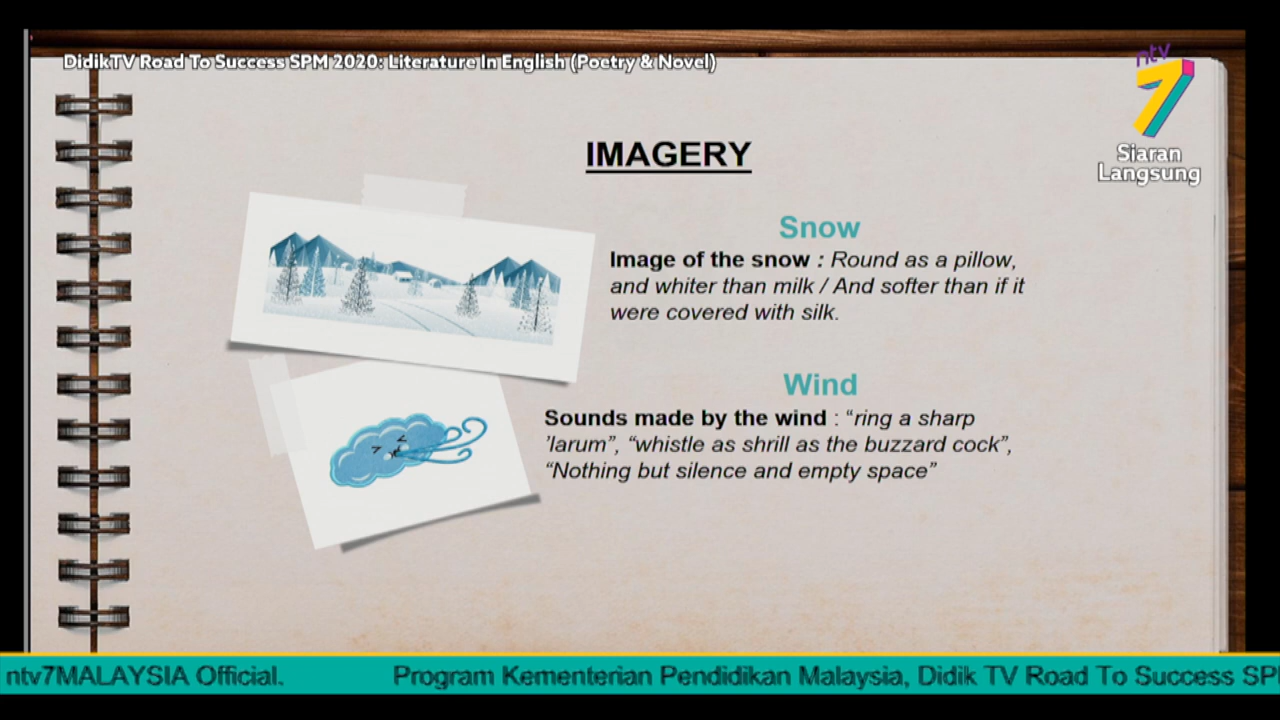 DidikTV Road To Success SPM 2020: Literature In English (Poetry & Novel)
ntv
7
Siaran
Langsung
IMAGERY
Snow
Image of the snow : Round as a pillow,
and whiter than milk / And softer than if it
were covered with silk.
Wind
Sounds made by the wind : “ring a sharp
’larum”, “whistle as shrill as the buzzard cock”,
“Nothing but silence and empty space”
ntv7MALAYSIA Official. Program Kementerian Pendidikan Malaysia, Didik TV Road To Success SP